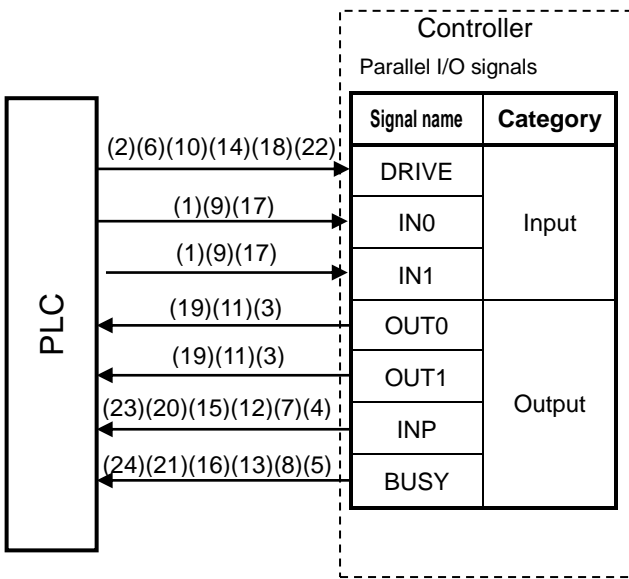 Controller
Parallel I/O signals
Signal name Category
(2)(6)(10)(14)(18)(22)
DRIVE
(1)(9)(17)
IN0
Input
(1)(9)(17)
IN1
PLC
(19)(11)(3)
OUT0
(19)(11)(3)
OUT1
Output
(23)(20)(15)(12)(7)(4)
INP
(24)(21)(16)(13)(8)(5)
BUSY